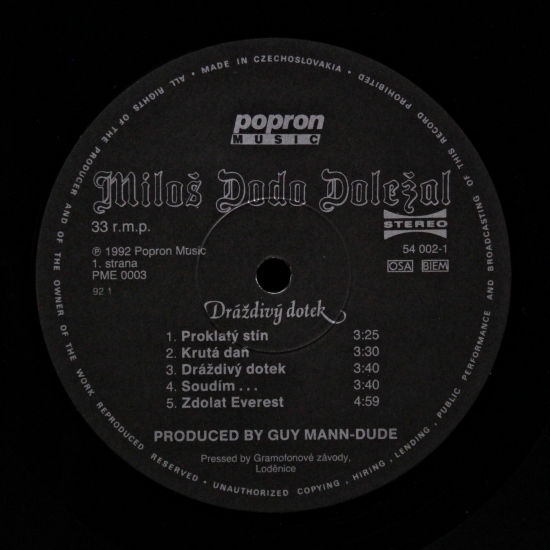 • MADE IN CZECHOSLOVAKIA •
ALL RIGHTS OF THE PRODUCER AND OF THE OWNER OF THE WORK REPRODUCED RESERVED • UNAUTHORIZED COPYING, HIRING, LENDING, PUBLIC PERFORMANCE AND BROADCASTING OF THIS RECORD PROHIBITED
popron
MUSIC
Miloš Dodo Doležal
33 r.m.p.
STEREO
℗ 1992 Popron Music
54 002-1
1. strana
OSA BIEM
PME 0003
92 1
Dráždivý dotek
1. Proklatý stín 3:25
2. Krutá daň 3:30
3. Dráždivý dotek 3:40
4. Soudím . . . 3:40
5. Zdolat Everest 4:59
PRODUCED BY GUY MANN-DUDE
Pressed by Gramofonové závody,
Loděnice